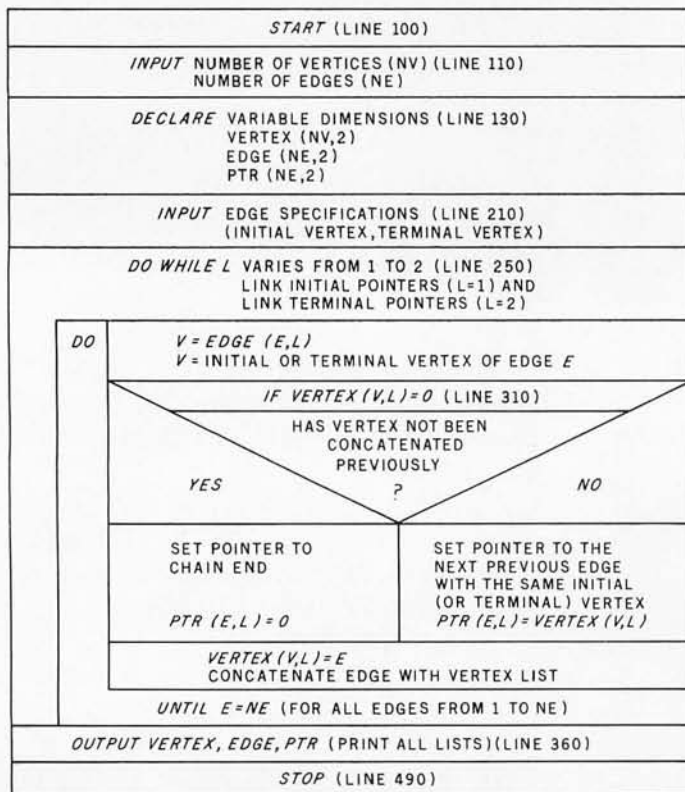 START (LINE 100)
INPUT NUMBER OF VERTICES (NV) (LINE 110)
NUMBER OF EDGES (NE)
DECLARE VARIABLE DIMENSIONS (LINE 130)
VERTEX (NV,2)
EDGE (NE,2)
PTR (NE,2)
INPUT EDGE SPECIFICATIONS (LINE 210)
(INITIAL VERTEX, TERMINAL VERTEX)
DO WHILE L VARIES FROM 1 TO 2 (LINE 250)
LINK INITIAL POINTERS (L=1) AND
LINK TERMINAL POINTERS (L=2)
DO
V = EDGE (E,L)
V = INITIAL OR TERMINAL VERTEX OF EDGE E
IF VERTEX (V,L)=0 (LINE 310)
HAS VERTEX NOT BEEN
CONCATENATED
PREVIOUSLY
?
YES
NO
SET POINTER TO
CHAIN END
PTR (E,L)=0
SET POINTER TO THE
NEXT PREVIOUS EDGE
WITH THE SAME INITIAL
(OR TERMINAL) VERTEX
PTR (E,L)=VERTEX (V,L)
VERTEX (V,L)=E
CONCATENATE EDGE WITH VERTEX LIST
UNTIL E=NE (FOR ALL EDGES FROM 1 TO NE)
OUTPUT VERTEX, EDGE, PTR (PRINT ALL LISTS)(LINE 360)
STOP (LINE 490)